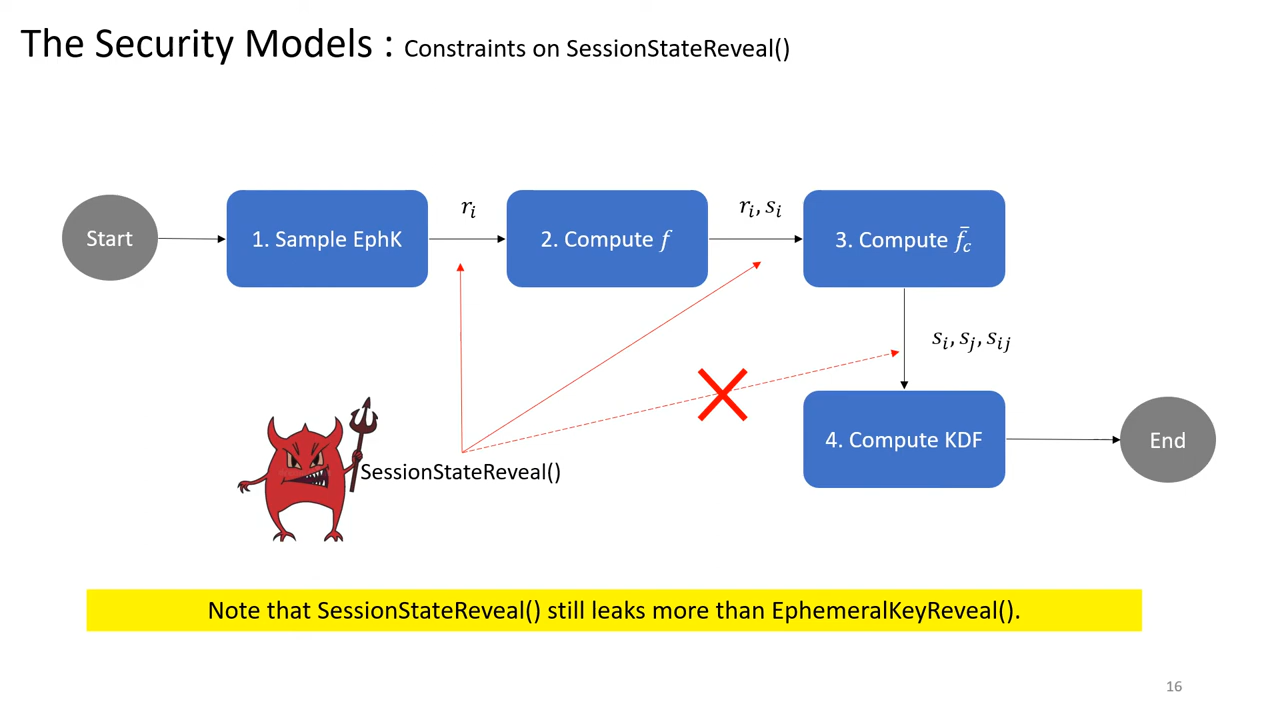 The Security Models : Constraints on SessionStateReveal()
Start
1. Sample EphK
rᵢ
2. Compute f
rᵢ, sᵢ
3. Compute f̄_c
sᵢ, sⱼ, sᵢⱼ
4. Compute KDF
End
SessionStateReveal()
Note that SessionStateReveal() still leaks more than EphemeralKeyReveal().
16